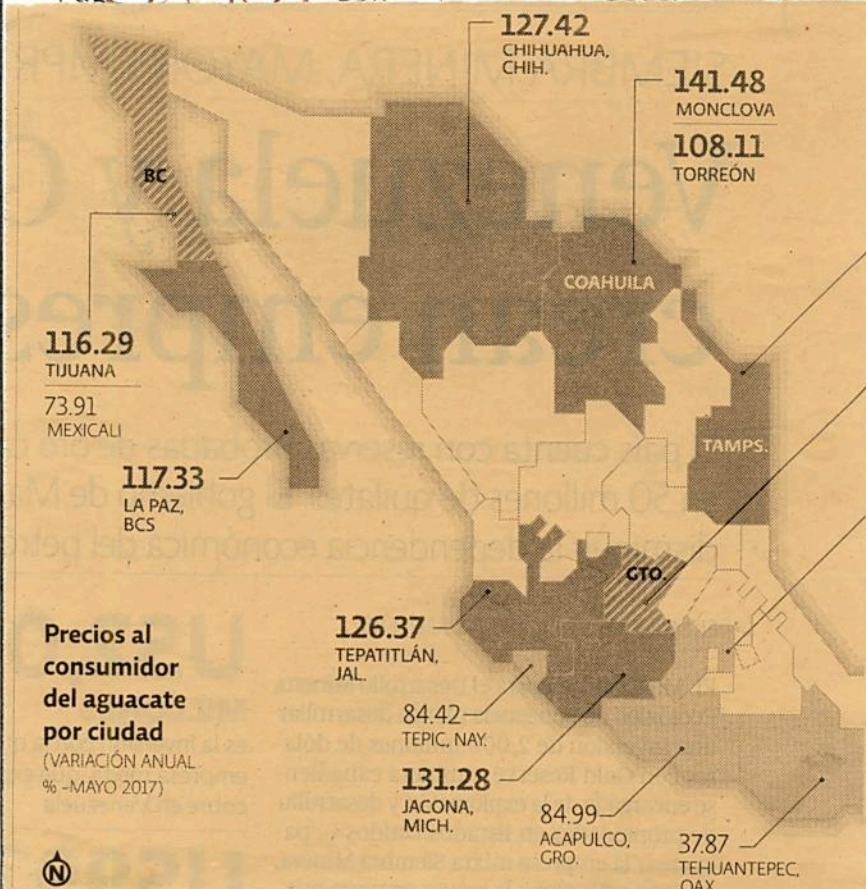 127.42
CHIHUAHUA,
CHIH.
141.48
MONCLOVA
108.11
TORREÓN
BC
COAHUILA
116.29
TIJUANA
73.91
MEXICALI
TAMPS.
117.33
LA PAZ,
BCS
GTO.
Precios al
consumidor
del aguacate
por ciudad
(VARIACIÓN ANUAL
% -MAYO 2017)
126.37
TEPATITLÁN,
JAL.
84.42
TEPIC, NAY.
131.28
JACONA,
MICH.
84.99
ACAPULCO,
GRO.
37.87
TEHUANTEPEC,
OAX.
N